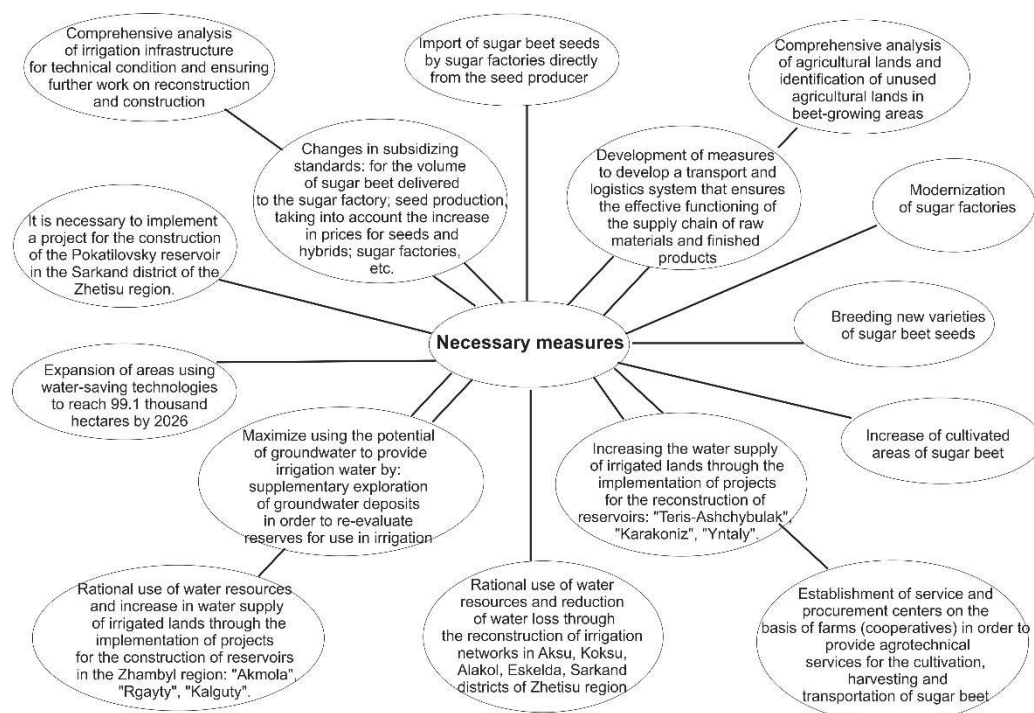 Comprehensive analysis
of irrigation infrastructure
for technical condition and ensuring
further work on reconstruction
and construction
Import of sugar beet seeds
by sugar factories directly
from the seed producer
Comprehensive analysis
of agricultural lands and
identification of unused
agricultural lands in
beet-growing areas
Changes in subsidizing
standards: for the volume
of sugar beet delivered
to the sugar factory; seed production,
taking into account the increase
in prices for seeds and
hybrids; sugar factories,
etc.
Development of measures
to develop a transport and
logistics system that ensures
the effective functioning of
the supply chain of raw
materials and finished
products
Modernization
of sugar factories
It is necessary to implement
a project for the construction
of the Pokatilovsky reservoir
in the Sarkand district of the
Zhetisu region.
Necessary measures
Breeding new varieties
of sugar beet seeds
Expansion of areas using
water-saving technologies
to reach 99.1 thousand
hectares by 2026
Increase of cultivated
areas of sugar beet
Maximize using the potential
of groundwater to provide
irrigation water by:
supplementary exploration
of groundwater deposits
in order to re-evaluate
reserves for use in irrigation
Increasing the water supply
of irrigated lands through the
implementation of projects
for the reconstruction of
reservoirs: "Teris-Ashchybulak",
"Karakoniz", "Yntaly".
Rational use of water resources
and increase in water supply
of irrigated lands through the
implementation of projects
for the construction of reservoirs
in the Zhambyl region: "Akmola",
"Rgayty", "Kalguty".
Rational use of water
resources and reduction
of water loss through
the reconstruction of irrigation
networks in Aksu, Koksu,
Alakol, Eskelda, Sarkand
districts of Zhetisu region
Establishment of service and
procurement centers on the
basis of farms (cooperatives) in order to
provide agrotechnical
services for the cultivation,
harvesting and
transportation of sugar beet